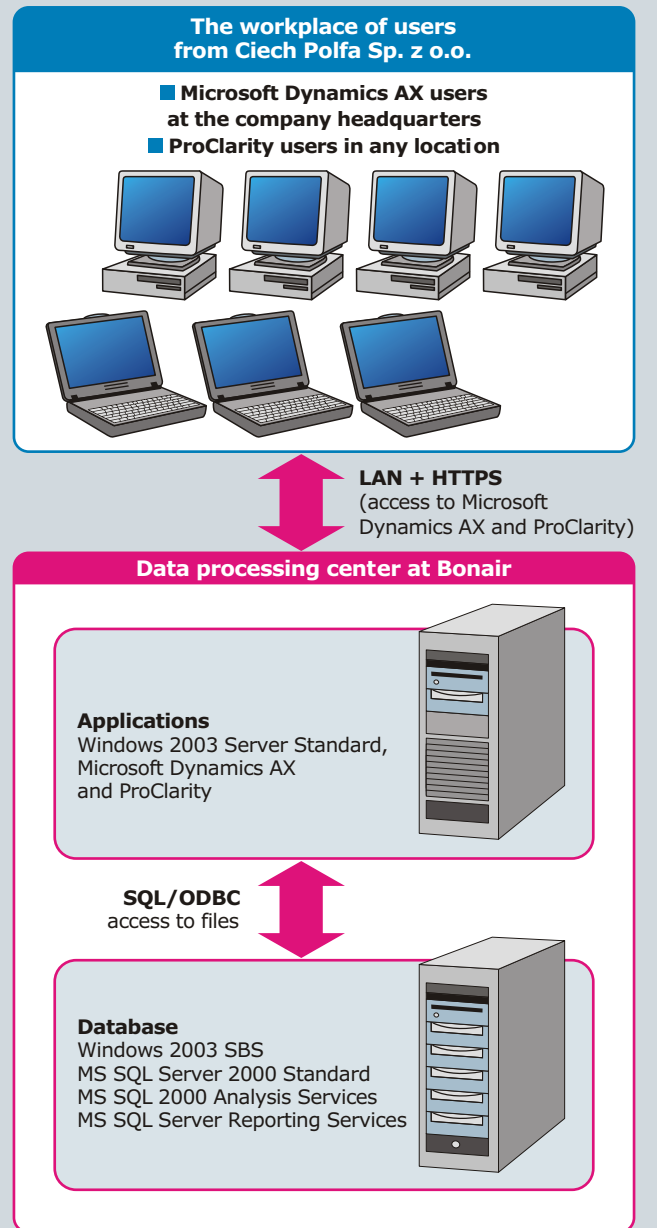 The workplace of users
from Ciech Polfa Sp. z o.o.
Microsoft Dynamics AX users
at the company headquarters
ProClarity users in any location
LAN + HTTPS
(access to Microsoft
Dynamics AX and ProClarity)
Data processing center at Bonair
Applications
Windows 2003 Server Standard,
Microsoft Dynamics AX
and ProClarity
SQL/ODBC
access to files
Database
Windows 2003 SBS
MS SQL Server 2000 Standard
MS SQL 2000 Analysis Services
MS SQL Server Reporting Services